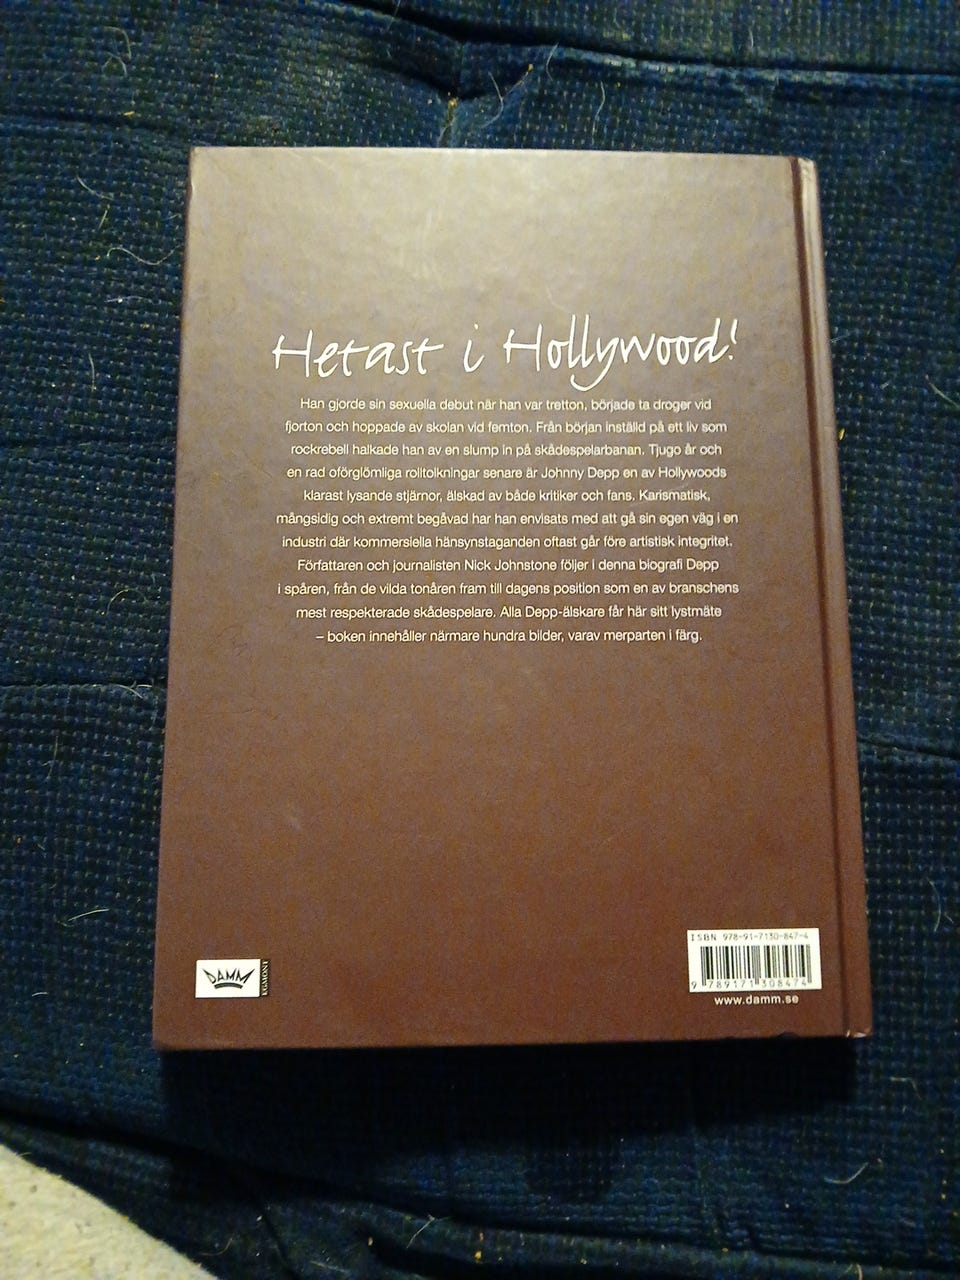 Hetast i Hollywood!
Han gjorde sin sexuella debut när han var tretton, började ta droger vid
fjorton och hoppade av skolan vid femton. Från början inställd på ett liv som
rockrebell halkade han av en slump in på skådespelarbanan. Tjugo år och
en rad oförglömliga rolltolkningar senare är Johnny Depp en av Hollywoods
klarast lysande stjärnor, älskad av både kritiker och fans. Karismatisk,
mångsidig och extremt begåvad har han envisats med att gå sin egen väg i en
industri där kommersiella hänsynstaganden oftast går före artistisk integritet.
Författaren och journalisten Nick Johnstone följer i denna biografi Depp
i spåren, från de vilda tonåren fram till dagens position som en av branschens
mest respekterade skådespelare. Alla Depp-älskare får här sitt lystmäte
– boken innehåller närmare hundra bilder, varav merparten i färg.
DAMM
EGMONT
ISBN 978-91-7130-847-4
9 789171 308474
www.damm.se